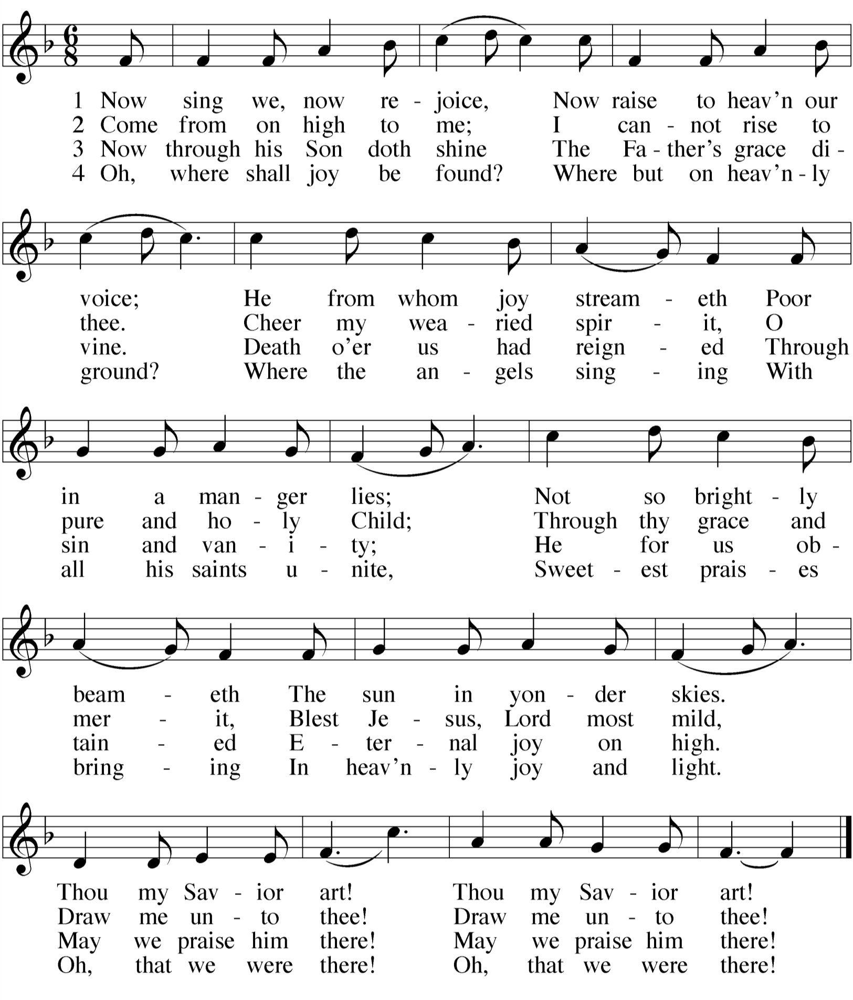 6
8
1 Now sing we, now re - joice, Now raise to heav'n our
2 Come from on high to me; I can - not rise to
3 Now through his Son doth shine The Fa - ther's grace di -
4 Oh, where shall joy be found? Where but on heav'n - ly
voice; He from whom joy stream - eth Poor
thee. Cheer my wea - ried spir - it, O
vine. Death o'er us had reign - ed Through
ground? Where the an - gels sing - ing With
in a man - ger lies; Not so bright - ly
pure and ho - ly Child; Through thy grace and
sin and van - i - ty; He for us ob -
all his saints u - nite, Sweet - est prais - es
beam - eth The sun in yon - der skies.
mer - it, Blest Je - sus, Lord most mild,
tain - ed E - ter - nal joy on high.
bring - ing In heav'n - ly joy and light.
Thou my Sav - ior art! Thou my Sav - ior art!
Draw me un - to thee! Draw me un - to thee!
May we praise him there! May we praise him there!
Oh, that we were there! Oh, that we were there!